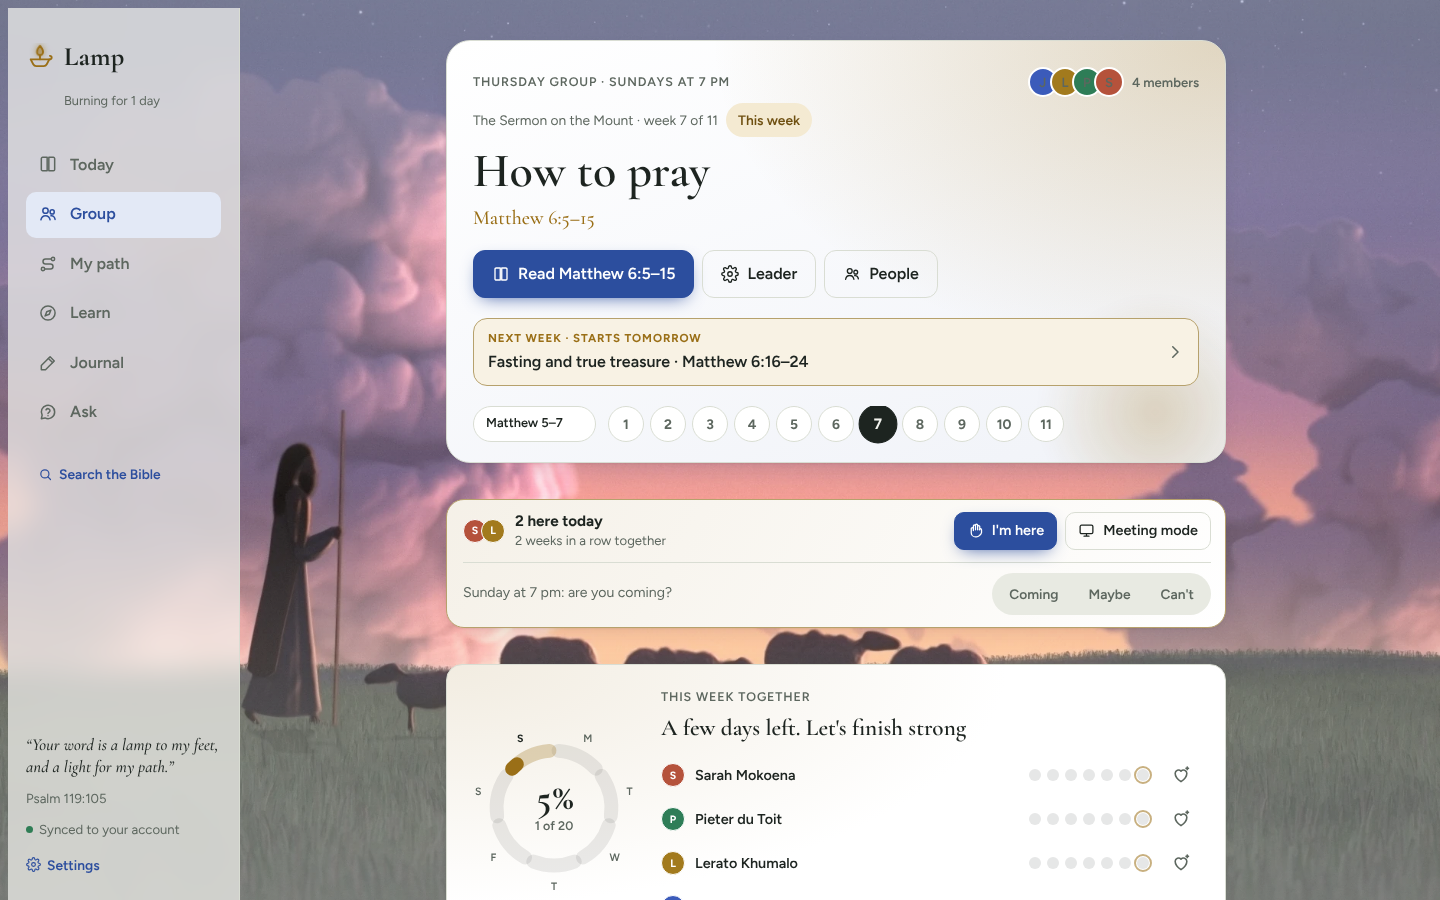 Lamp
Burning for 1 day
Today
Group
My path
Learn
Journal
Ask
Search the Bible
“Your word is a lamp to my feet,
and a light for my path.”
Psalm 119:105
Synced to your account
Settings
THURSDAY GROUP · SUNDAYS AT 7 PM
L S 4 members
The Sermon on the Mount · week 7 of 11 This week
How to pray
Matthew 6:5–15
Read Matthew 6:5–15 Leader People
NEXT WEEK · STARTS TOMORROW
Fasting and true treasure · Matthew 6:16–24
Matthew 5–7 1 2 3 4 5 6 7 8 9 10 11
S L 2 here today
2 weeks in a row together
I'm here Meeting mode
Sunday at 7 pm: are you coming? Coming Maybe Can't
THIS WEEK TOGETHER
A few days left. Let's finish strong
S M T W T F S
5%
1 of 20
S Sarah Mokoena
P Pieter du Toit
L Lerato Khumalo